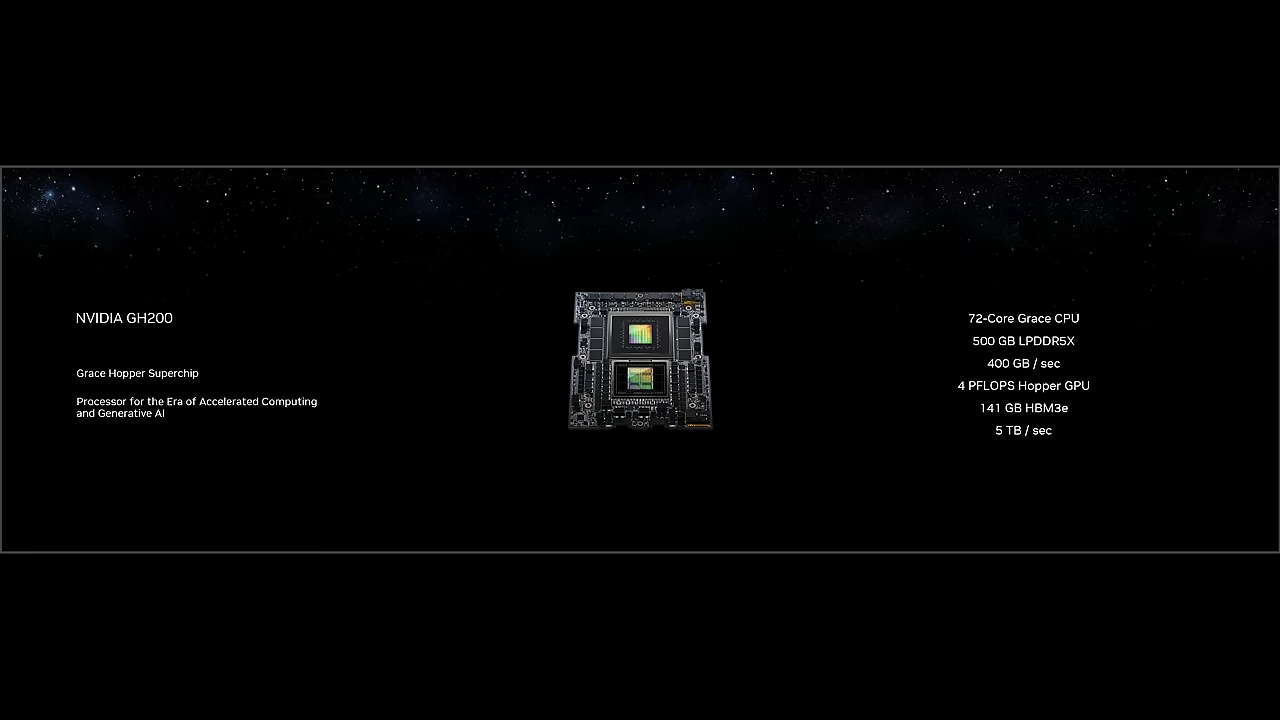 NVIDIA GH200
Grace Hopper Superchip
Processor for the Era of Accelerated Computing
and Generative AI
72-Core Grace CPU
500 GB LPDDR5X
400 GB / sec
4 PFLOPS Hopper GPU
141 GB HBM3e
5 TB / sec